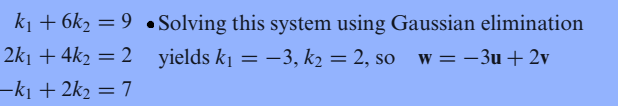 k₁ + 6k₂ = 9 • Solving this system using Gaussian elimination
2k₁ + 4k₂ = 2 yields k₁ = −3, k₂ = 2, so w = −3u + 2v
−k₁ + 2k₂ = 7